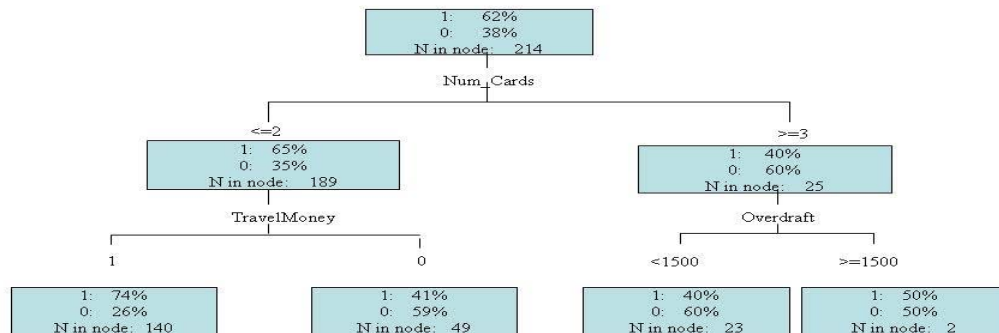 1: 62%
0: 38%
N in node: 214
Num_Cards
<=2
>=3
1: 65%
0: 35%
N in node: 189
1: 40%
0: 60%
N in node: 25
TravelMoney
Overdraft
1
0
<1500
>=1500
1: 74%
0: 26%
N in node: 140
1: 41%
0: 59%
N in node: 49
1: 40%
0: 60%
N in node: 23
1: 50%
0: 50%
N in node: 2